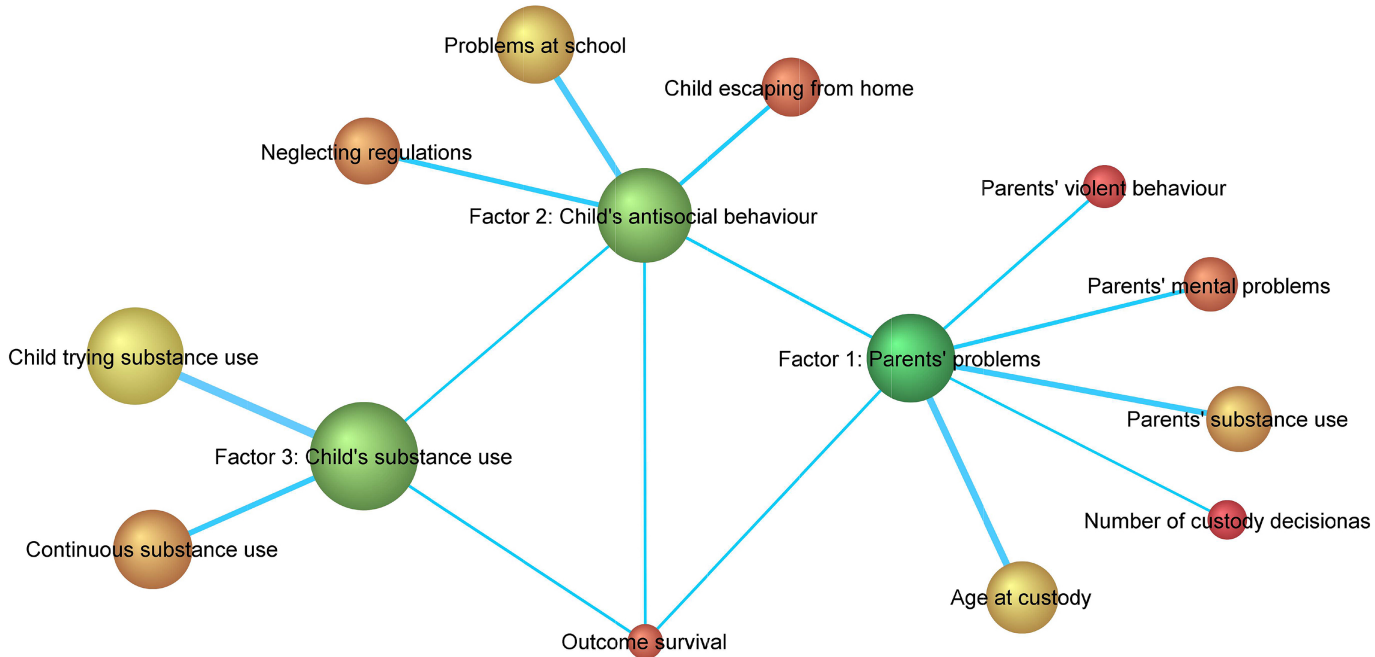 Problems at school
Child escaping from home
Neglecting regulations
Parents' violent behaviour
Factor 2: Child's antisocial behaviour
Parents' mental problems
Child trying substance use
Factor 1: Parents' problems
Parents' substance use
Factor 3: Child's substance use
Number of custody decisionas
Continuous substance use
Age at custody
Outcome survival